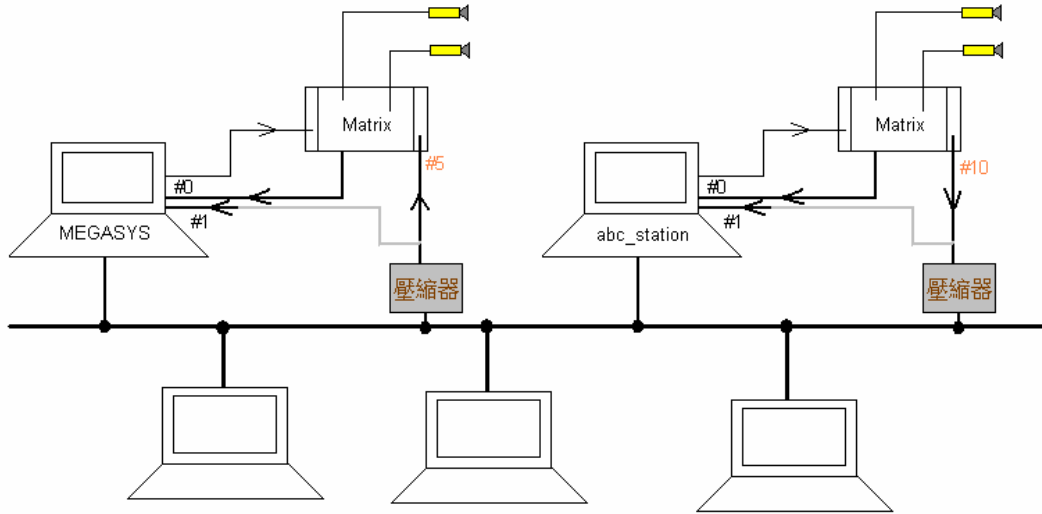 Matrix
#5
#0
#1
MEGASYS
壓縮器
Matrix
#10
#0
#1
abc_station
壓縮器